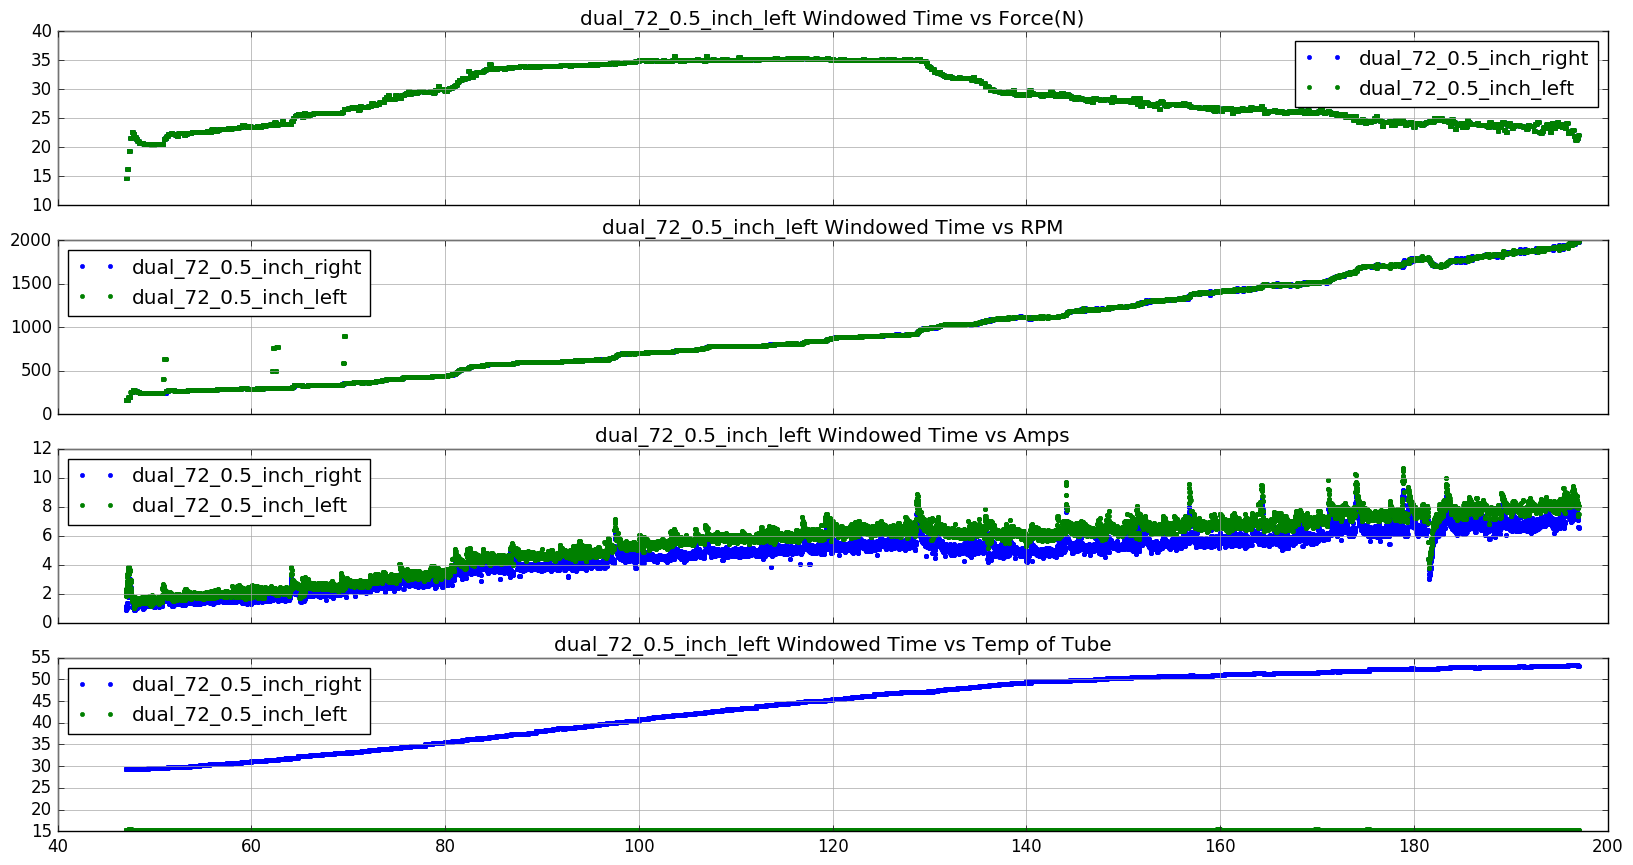 dual_72_0.5_inch_left Windowed Time vs Force(N)
40
35
30
25
20
15
10
dual_72_0.5_inch_right
dual_72_0.5_inch_left
dual_72_0.5_inch_left Windowed Time vs RPM
2000
1500
1000
500
0
dual_72_0.5_inch_right
dual_72_0.5_inch_left
dual_72_0.5_inch_left Windowed Time vs Amps
12
10
8
6
4
2
0
dual_72_0.5_inch_right
dual_72_0.5_inch_left
dual_72_0.5_inch_left Windowed Time vs Temp of Tube
55
50
45
40
35
30
25
20
15
dual_72_0.5_inch_right
dual_72_0.5_inch_left
40 60 80 100 120 140 160 180 200